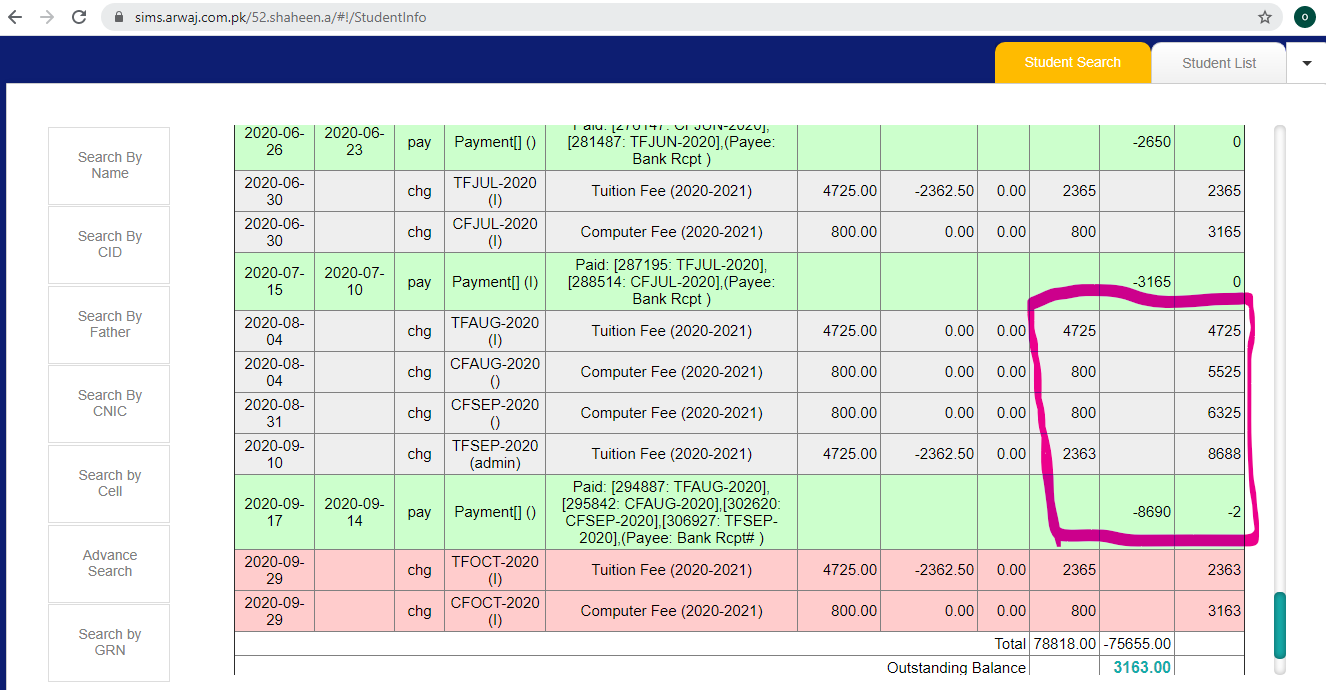 sims.arwaj.com.pk/52.shaheen.a/#!/StudentInfo
o
Student Search
Student List
Search By
Name
Search By
CID
Search By
Father
Search By
CNIC
Search by
Cell
Advance
Search
Search by
GRN
Paid: [276147: CFJUN-2020],
2020-06-26 2020-06-23 pay Payment[] () [281487: TFJUN-2020],(Payee: -2650 0
Bank Rcpt )
2020-06-30 chg TFJUL-2020 (I) Tuition Fee (2020-2021) 4725.00 -2362.50 0.00 2365 2365
2020-06-30 chg CFJUL-2020 (I) Computer Fee (2020-2021) 800.00 0.00 0.00 800 3165
Paid: [287195: TFJUL-2020],
2020-07-15 2020-07-10 pay Payment[] (I) [288514: CFJUL-2020],(Payee: -3165 0
Bank Rcpt )
2020-08-04 chg TFAUG-2020 (I) Tuition Fee (2020-2021) 4725.00 0.00 0.00 4725 4725
2020-08-04 chg CFAUG-2020 () Computer Fee (2020-2021) 800.00 0.00 0.00 800 5525
2020-08-31 chg CFSEP-2020 () Computer Fee (2020-2021) 800.00 0.00 0.00 800 6325
2020-09-10 chg TFSEP-2020 (admin) Tuition Fee (2020-2021) 4725.00 -2362.50 0.00 2363 8688
Paid: [294887: TFAUG-2020],
[295842: CFAUG-2020],[302620:
2020-09-17 2020-09-14 pay Payment[] () CFSEP-2020],[306927: TFSEP- -8690 -2
2020],(Payee: Bank Rcpt# )
2020-09-29 chg TFOCT-2020 (I) Tuition Fee (2020-2021) 4725.00 -2362.50 0.00 2365 2363
2020-09-29 chg CFOCT-2020 (I) Computer Fee (2020-2021) 800.00 0.00 0.00 800 3163
Total 78818.00 -75655.00
Outstanding Balance 3163.00